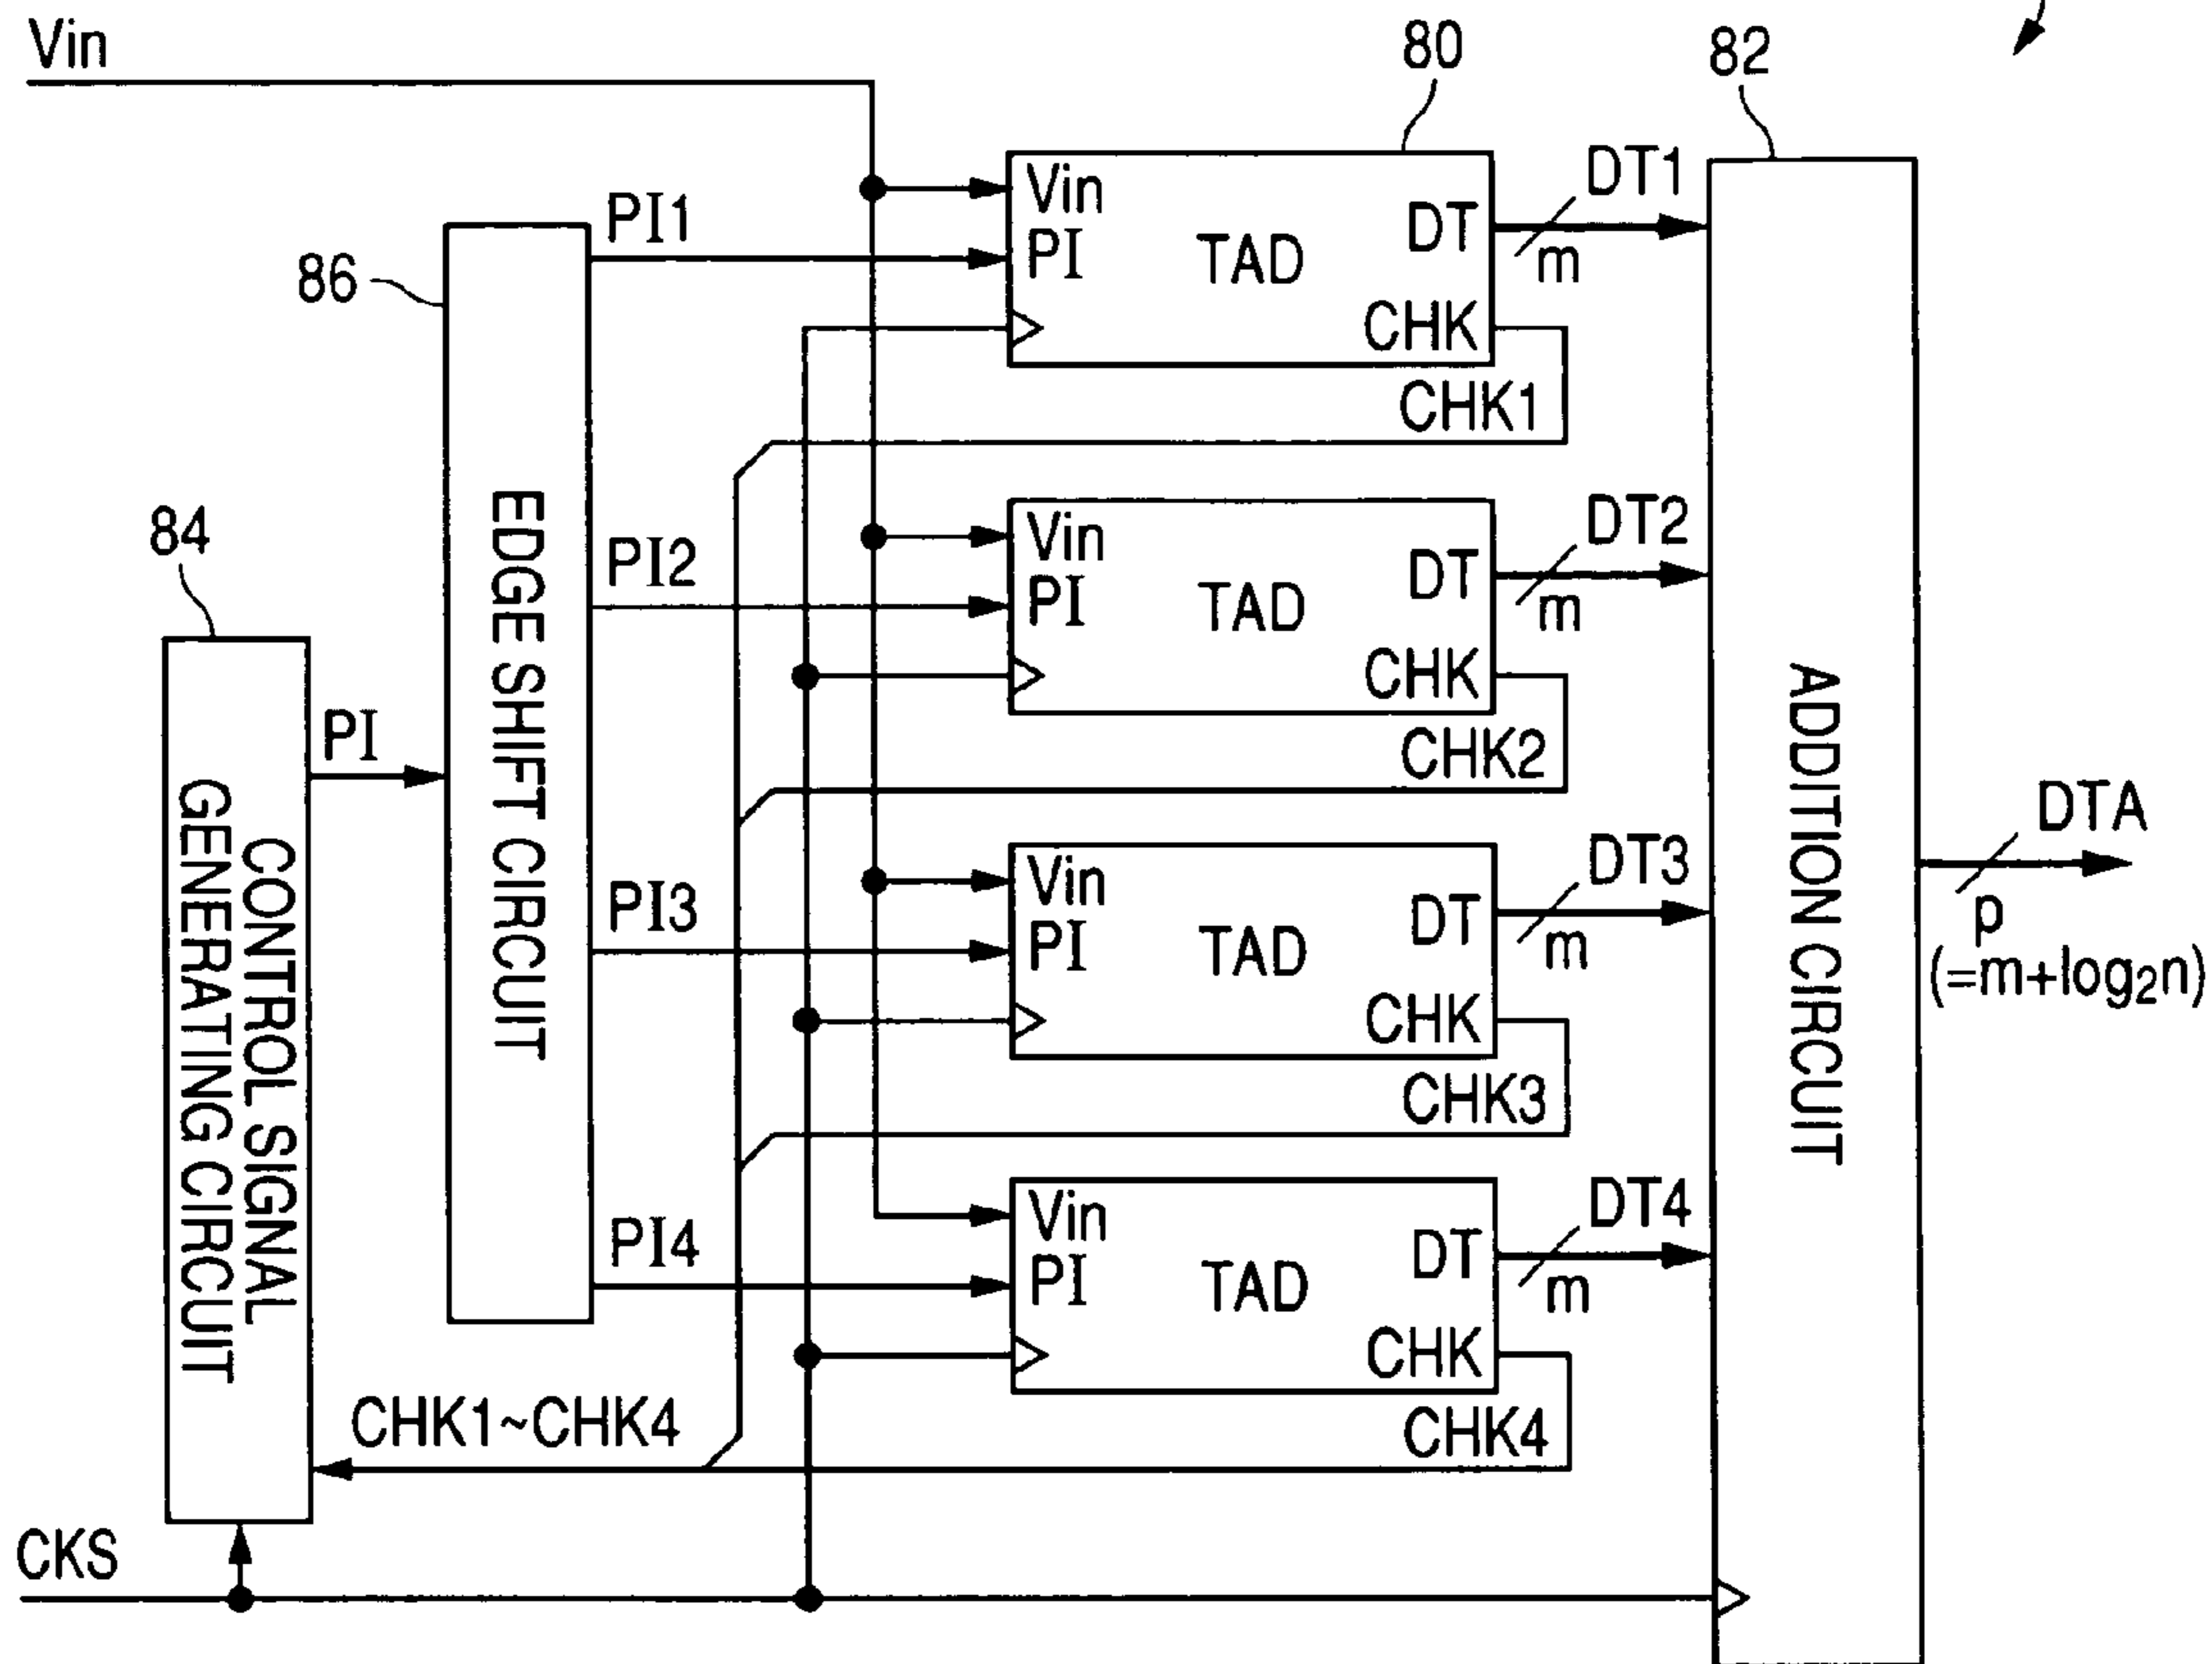 Vin
80
82
86
84
PI1
Vin
PI
TAD
DT
CHK
DT1
m
CHK1
PI2
Vin
PI
TAD
DT
CHK
DT2
m
CHK2
PI
PI3
Vin
PI
TAD
DT
CHK
DT3
m
CHK3
PI4
Vin
PI
TAD
DT
CHK
DT4
m
CHK4
EDGE SHIFT CIRCUIT
CONTROL SIGNAL
GENERATING CIRCUIT
ADDITION CIRCUIT
DTA
p
(=m+log₂n)
CHK1~CHK4
CKS